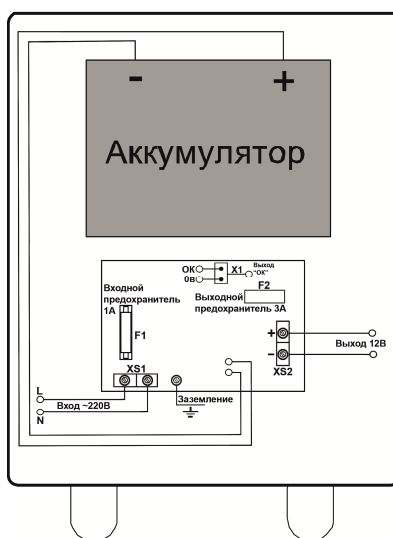 - +
Аккумулятор
ОК
0в
X1
Выход
"ОК"
Входной
предохранитель
1А
F1
F2
Выходной
предохранитель 3А
+
-
Выход 12В
XS2
XS1
L
N
Вход ~220В
Заземление